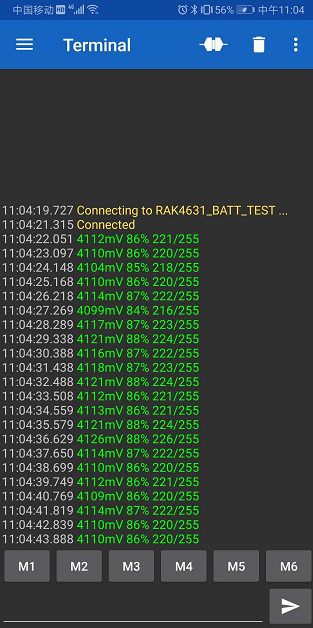 中国移动 HD 4G 56% 中午11:04
Terminal
11:04:19.727 Connecting to RAK4631_BATT_TEST ...
11:04:21.315 Connected
11:04:22.051 4112mV 86% 221/255
11:04:23.097 4110mV 86% 220/255
11:04:24.148 4104mV 85% 218/255
11:04:25.168 4110mV 86% 220/255
11:04:26.218 4114mV 87% 222/255
11:04:27.269 4099mV 84% 216/255
11:04:28.289 4117mV 87% 223/255
11:04:29.338 4121mV 88% 224/255
11:04:30.388 4116mV 87% 222/255
11:04:31.438 4118mV 87% 223/255
11:04:32.488 4121mV 88% 224/255
11:04:33.508 4112mV 86% 221/255
11:04:34.559 4113mV 86% 221/255
11:04:35.579 4121mV 88% 224/255
11:04:36.629 4126mV 88% 226/255
11:04:37.650 4114mV 87% 222/255
11:04:38.699 4110mV 86% 220/255
11:04:39.749 4112mV 86% 221/255
11:04:40.769 4109mV 86% 220/255
11:04:41.819 4114mV 87% 222/255
11:04:42.839 4110mV 86% 220/255
11:04:43.888 4110mV 86% 220/255
M1 M2 M3 M4 M5 M6